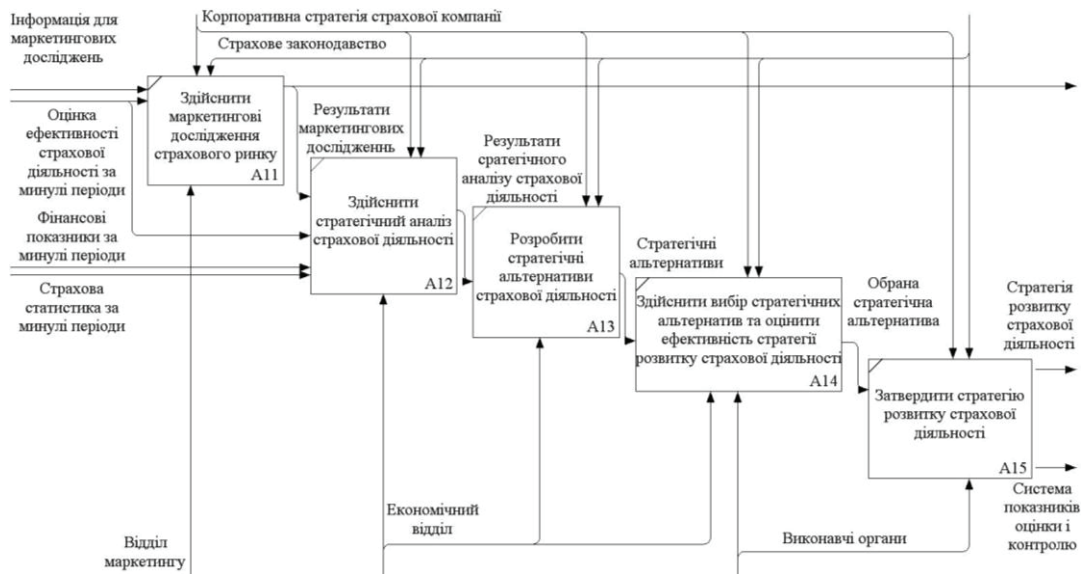 Інформація для
маркетингових
досліджень
Корпоративна стратегія страхової компанії
Страхове законодавство
Здійснити
маркетингові
дослідження
страхового ринку
A11
Оцінка
ефективності
страхової
діяльності за
минулі періоди
Результати
маркетингових
дослідженнь
Результати
сратегічного
аналізу страхової
діяльності
Здійснити
стратегічний аналіз
страхової діяльності
A12
Фінансові
показники за
минулі періоди
Страхова
статистика за
минулі періоди
Розробити
стратегічні
альтернативи
страхової діяльності
A13
Стратегічні
альтернативи
Здійснити вибір стратегічних
альтернатив та оцінити
ефективність стратегії
розвитку страхової діяльності
A14
Обрана
стратегічна
альтернатива
Стратегія
розвитку
страхової
діяльності
Затвердити стратегію
розвитку страхової
діяльності
A15
Система
показників
оцінки і
контролю
Відділ
маркетингу
Економічний
відділ
Виконавчі органи